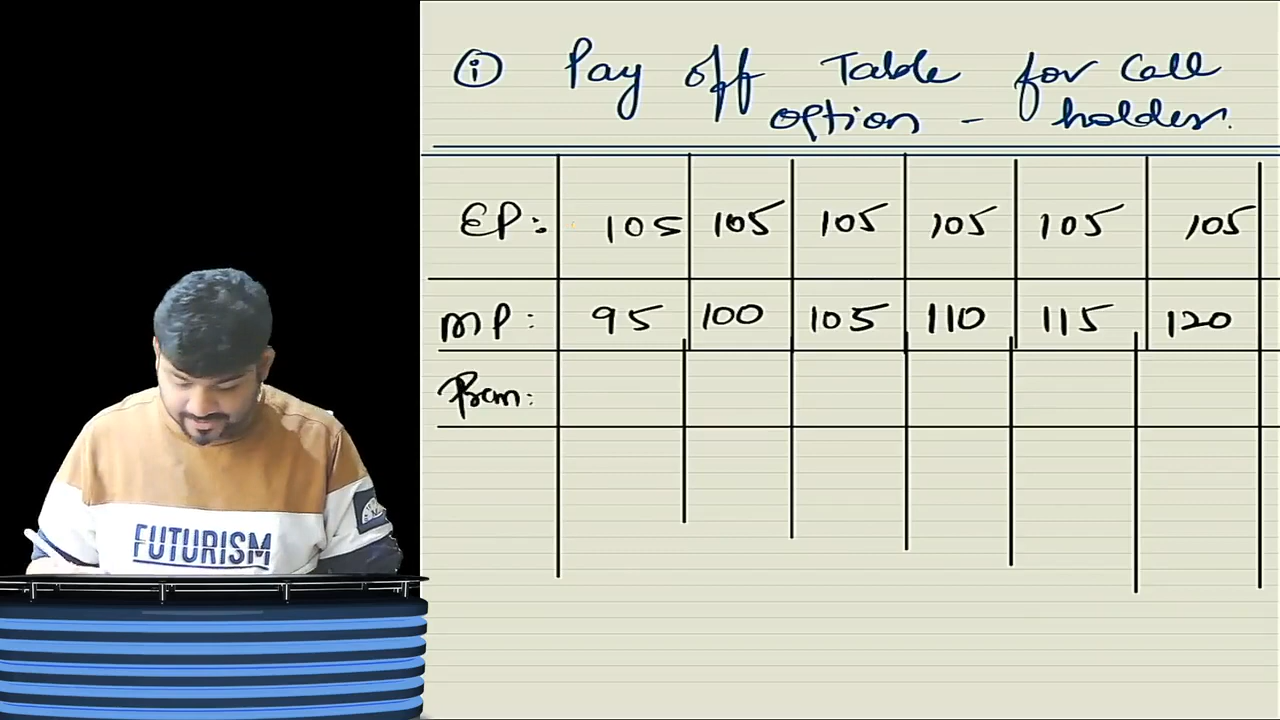 (i) Pay off Table for Call
option - holder.
EP: 105 105 105 105 105 105
MP: 95 100 105 110 115 120
Prem:
FUTURISM